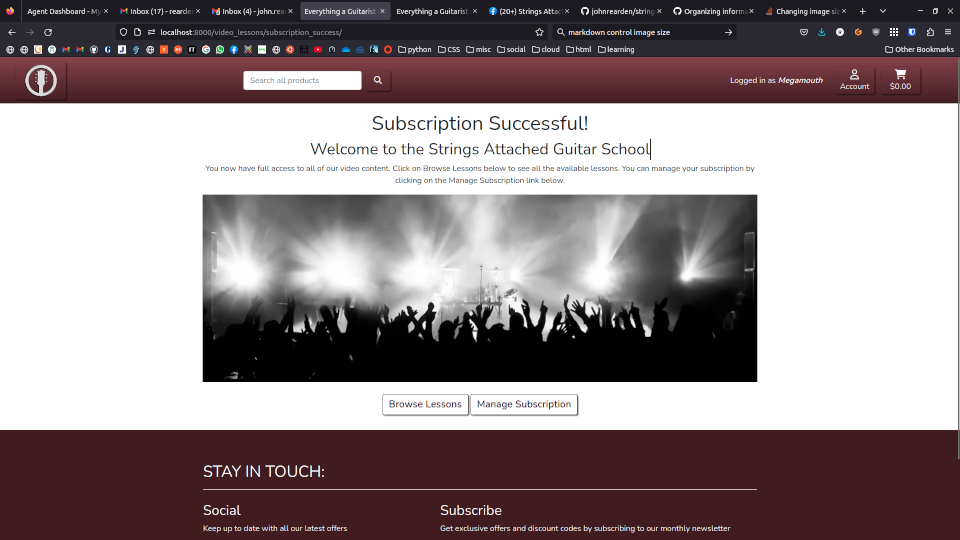 Agent Dashboard - My
Inbox (17) - rearden
Inbox (4) - john.rear
Everything a Guitarist
Everything a Guitarist
(20+) Strings Attach
johnrearden/string
Organizing informa
Changing image siz
localhost:8000/video_lessons/subscription_success/
markdown control image size
python
CSS
misc
social
cloud
html
learning
Other Bookmarks
Search all products
Logged in as Megamouth
Account
$0.00
Subscription Successful!
Welcome to the Strings Attached Guitar School
You now have full access to all of our video content. Click on Browse Lessons below to see all the available lessons. You can manage your subscription by
clicking on the Manage Subscription link below.
Browse Lessons
Manage Subscription
STAY IN TOUCH:
Social
Subscribe
Keep up to date with all our latest offers
Get exclusive offers and discount codes by subscribing to our monthly newsletter